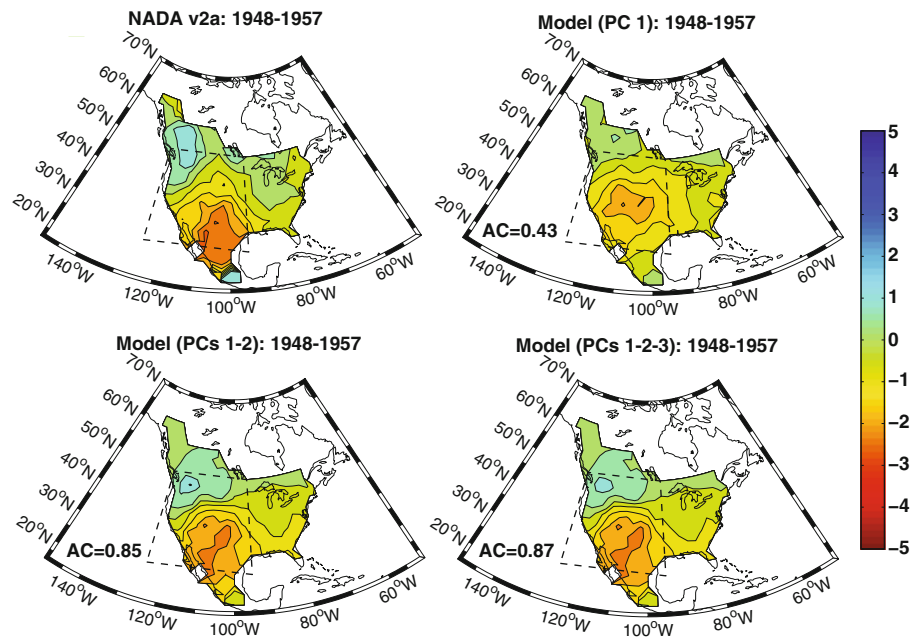 NADA v2a: 1948-1957
Model (PC 1): 1948-1957
70°N
60°N
50°N
40°N
30°N
20°N
140°W
120°W
100°W
80°W
60°W
70°N
60°N
50°N
40°N
30°N
20°N
AC=0.43
140°W
120°W
100°W
80°W
60°W
5
4
3
2
1
0
−1
−2
−3
−4
−5
Model (PCs 1-2): 1948-1957
Model (PCs 1-2-3): 1948-1957
70°N
60°N
50°N
40°N
30°N
20°N
AC=0.85
140°W
120°W
100°W
80°W
60°W
70°N
60°N
50°N
40°N
30°N
20°N
AC=0.87
140°W
120°W
100°W
80°W
60°W